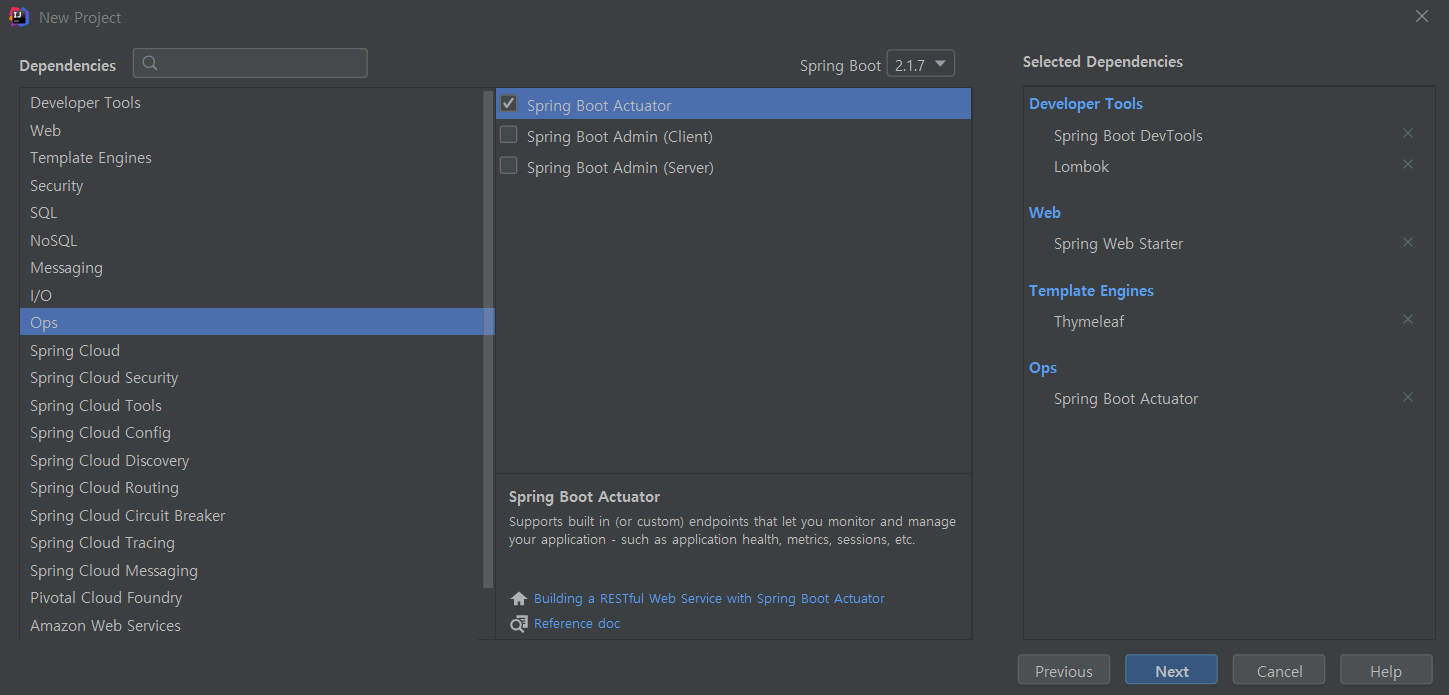 New Project
Dependencies
Spring Boot 2.1.7
Selected Dependencies
Developer Tools
Web
Template Engines
Security
SQL
NoSQL
Messaging
I/O
Ops
Spring Cloud
Spring Cloud Security
Spring Cloud Tools
Spring Cloud Config
Spring Cloud Discovery
Spring Cloud Routing
Spring Cloud Circuit Breaker
Spring Cloud Tracing
Spring Cloud Messaging
Pivotal Cloud Foundry
Amazon Web Services
Spring Boot Actuator
Spring Boot Admin (Client)
Spring Boot Admin (Server)
Spring Boot Actuator
Supports built in (or custom) endpoints that let you monitor and manage
your application - such as application health, metrics, sessions, etc.
Building a RESTful Web Service with Spring Boot Actuator
Reference doc
Developer Tools
Spring Boot DevTools
Lombok
Web
Spring Web Starter
Template Engines
Thymeleaf
Ops
Spring Boot Actuator
Previous
Next
Cancel
Help